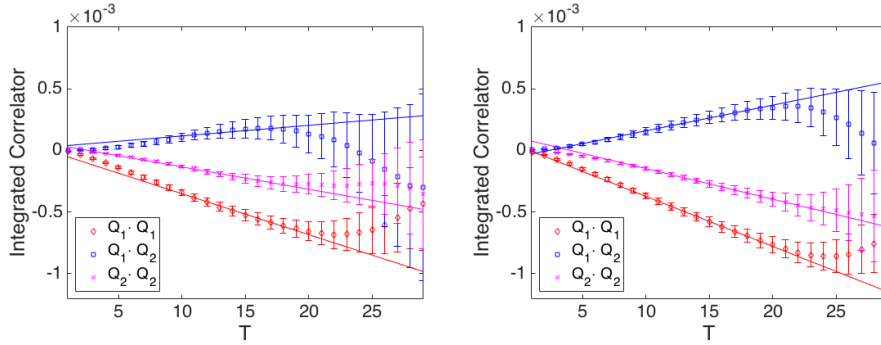 ×10⁻³
1
0.5
0
-0.5
-1
Integrated Correlator
5
10
15
20
25
T
Q₁· Q₁
Q₁· Q₂
Q₂· Q₂
×10⁻³
1
0.5
0
-0.5
-1
Integrated Correlator
5
10
15
20
25
T
Q₁· Q₁
Q₁· Q₂
Q₂· Q₂